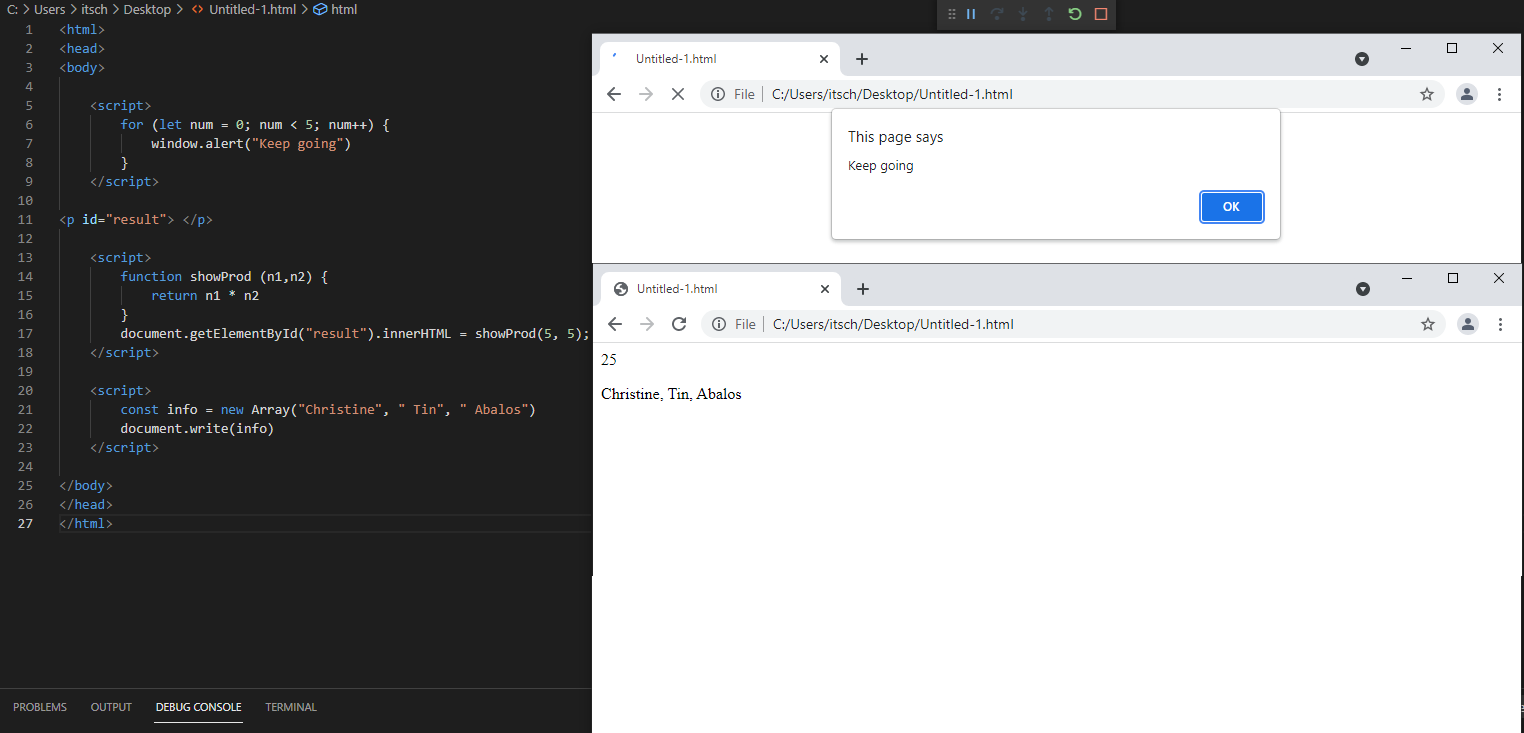 C: > Users > itsch > Desktop > <> Untitled-1.html > html
1 <html>
2 <head>
3 <body>
4
5 <script>
6 for (let num = 0; num < 5; num++) {
7 window.alert("Keep going")
8 }
9 </script>
10
11 <p id="result"> </p>
12
13 <script>
14 function showProd (n1,n2) {
15 return n1 * n2
16 }
17 document.getElementById("result").innerHTML = showProd(5, 5);
18 </script>
19
20 <script>
21 const info = new Array("Christine", " Tin", " Abalos")
22 document.write(info)
23 </script>
24
25 </body>
26 </head>
27 </html>
PROBLEMS OUTPUT DEBUG CONSOLE TERMINAL
Untitled-1.html
File | C:/Users/itsch/Desktop/Untitled-1.html
This page says
Keep going
OK
Untitled-1.html
File | C:/Users/itsch/Desktop/Untitled-1.html
25
Christine, Tin, Abalos